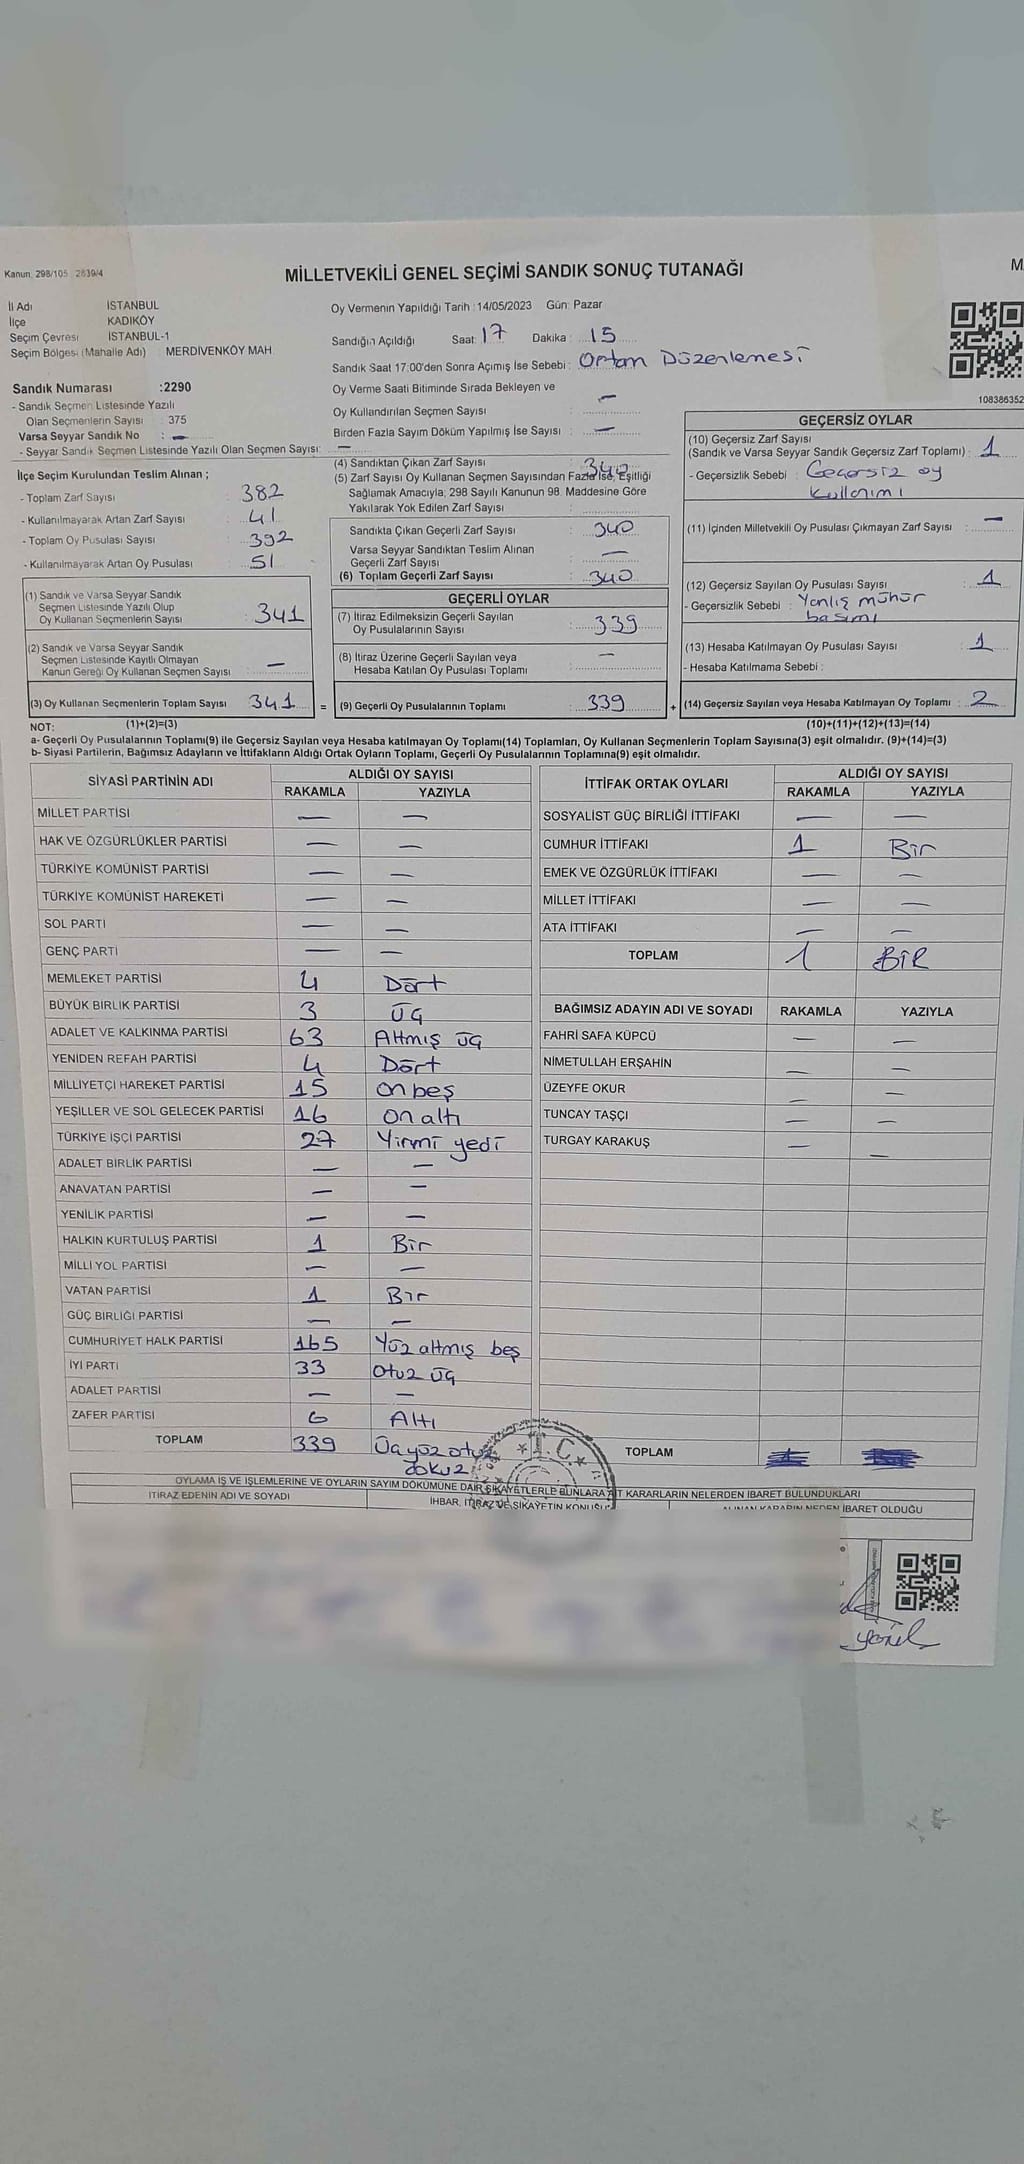 Kanun. 298/105 2839/4
MİLLETVEKİLİ GENEL SEÇİMİ SANDIK SONUÇ TUTANAĞI
İl Adı İSTANBUL
İlçe KADIKÖY
Seçim Çevresi İSTANBUL-1
Seçim Bölgesi (Mahalle Adı) : MERDİVENKÖY MAH
Sandık Numarası :2290
- Sandık Seçmen Listesinde Yazılı
Olan Seçmenlerin Sayısı : 375
Varsa Seyyar Sandık No : —
- Seyyar Sandık Seçmen Listesinde Yazılı Olan Seçmen Sayısı: —
İlçe Seçim Kurulundan Teslim Alınan ;
- Toplam Zarf Sayısı : 382
- Kullanılmayarak Artan Zarf Sayısı : 41
- Toplam Oy Pusulası Sayısı : 392
- Kullanılmayarak Artan Oy Pusulası : 51
(1) Sandık ve Varsa Seyyar Sandık
Seçmen Listesinde Yazılı Olup
Oy Kullanan Seçmenlerin Sayısı : 341
(2) Sandık ve Varsa Seyyar Sandık
Seçmen Listesinde Kayıtlı Olmayan
Kanun Gereği Oy Kullanan Seçmen Sayısı : —
(3) Oy Kullanan Seçmenlerin Toplam Sayısı : 341 =
Oy Vermenin Yapıldığı Tarih : 14/05/2023 Gün: Pazar
Sandığın Açıldığı Saat: 17 Dakika : 15
Sandık Saat 17:00'den Sonra Açımış İse Sebebi : Ortam Düzenlemesi
Oy Verme Saati Bitiminde Sırada Bekleyen ve
Oy Kullandırılan Seçmen Sayısı : —
Birden Fazla Sayım Döküm Yapılmış İse Sayısı : —
(4) Sandıktan Çıkan Zarf Sayısı : 340
(5) Zarf Sayısı Oy Kullanan Seçmen Sayısından Fazla İse, Eşitliği
Sağlamak Amacıyla; 298 Sayılı Kanunun 98. Maddesine Göre
Yakılarak Yok Edilen Zarf Sayısı :
Sandıkta Çıkan Geçerli Zarf Sayısı : 340
Varsa Seyyar Sandıktan Teslim Alınan
Geçerli Zarf Sayısı : —
(6) Toplam Geçerli Zarf Sayısı : 340
GEÇERLİ OYLAR
(7) İtiraz Edilmeksizin Geçerli Sayılan
Oy Pusulalarının Sayısı : 339
(8) İtiraz Üzerine Geçerli Sayılan veya
Hesaba Katılan Oy Pusulası Toplamı : —
(9) Geçerli Oy Pusulalarının Toplamı : 339 +
108386352
GEÇERSİZ OYLAR
(10) Geçersiz Zarf Sayısı
(Sandık ve Varsa Seyyar Sandık Geçersiz Zarf Toplamı) : 1
- Geçersizlik Sebebi : Geçersiz oy
kullanımı
(11) İçinden Milletvekili Oy Pusulası Çıkmayan Zarf Sayısı : —
(12) Geçersiz Sayılan Oy Pusulası Sayısı : 1
- Geçersizlik Sebebi : Yanlış mühür
basımı
(13) Hesaba Katılmayan Oy Pusulası Sayısı : 1
- Hesaba Katılmama Sebebi :
(14) Geçersiz Sayılan veya Hesaba Katılmayan Oy Toplamı : 2
NOT: (1)+(2)=(3) (10)+(11)+(12)+(13)=(14)
a- Geçerli Oy Pusulalarının Toplamı(9) ile Geçersiz Sayılan veya Hesaba katılmayan Oy Toplamı(14) Toplamları, Oy Kullanan Seçmenlerin Toplam Sayısına(3) eşit olmalıdır. (9)+(14)=(3)
b- Siyasi Partilerin, Bağımsız Adayların ve İttifakların Aldığı Ortak Oyların Toplamı, Geçerli Oy Pusulalarının Toplamına(9) eşit olmalıdır.
SİYASİ PARTİNİN ADI ALDIĞI OY SAYISI
RAKAMLA YAZIYLA
MİLLET PARTİSİ — —
HAK VE ÖZGÜRLÜKLER PARTİSİ — —
TÜRKİYE KOMÜNİST PARTİSİ — —
TÜRKİYE KOMÜNİST HAREKETİ — —
SOL PARTİ — —
GENÇ PARTİ — —
MEMLEKET PARTİSİ 4 Dört
BÜYÜK BİRLİK PARTİSİ 3 Üç
ADALET VE KALKINMA PARTİSİ 63 Altmış üç
YENİDEN REFAH PARTİSİ 4 Dört
MİLLİYETÇİ HAREKET PARTİSİ 15 on beş
YEŞİLLER VE SOL GELECEK PARTİSİ 16 on altı
TÜRKİYE İŞÇİ PARTİSİ 27 Yirmi yedi
ADALET BİRLİK PARTİSİ — —
ANAVATAN PARTİSİ — —
YENİLİK PARTİSİ — —
HALKIN KURTULUŞ PARTİSİ 1 Bir
MİLLİ YOL PARTİSİ — —
VATAN PARTİSİ 1 Bir
GÜÇ BİRLİĞİ PARTİSİ — —
CUMHURİYET HALK PARTİSİ 165 Yüz altmış beş
İYİ PARTİ 33 Otuz üç
ADALET PARTİSİ — —
ZAFER PARTİSİ 6 Altı
TOPLAM 339 Üçyüz otuz
dokuz
İTTİFAK ORTAK OYLARI ALDIĞI OY SAYISI
RAKAMLA YAZIYLA
SOSYALİST GÜÇ BİRLİĞİ İTTİFAKI — —
CUMHUR İTTİFAKI 1 Bir
EMEK VE ÖZGÜRLÜK İTTİFAKI — —
MİLLET İTTİFAKI — —
ATA İTTİFAKI — —
TOPLAM 1 BİR
BAĞIMSIZ ADAYIN ADI VE SOYADI RAKAMLA YAZIYLA
FAHRİ SAFA KÜPCÜ — —
NİMETULLAH ERŞAHİN — —
ÜZEYFE OKUR — —
TUNCAY TAŞÇI — —
TURGAY KARAKUŞ — —
TOPLAM
T.C.
OYLAMA İŞ VE İŞLEMLERİNE VE OYLARIN SAYIM DÖKÜMÜNE DAİR ŞİKAYETLERLE BUNLARA AİT KARARLARIN NELERDEN İBARET BULUNDUKLARI
İTİRAZ EDENİN ADI VE SOYADI İHBAR, İTİRAZ VE ŞİKAYETİN KONUSU ALINAN KARARIN NEDEN İBARET OLDUĞU